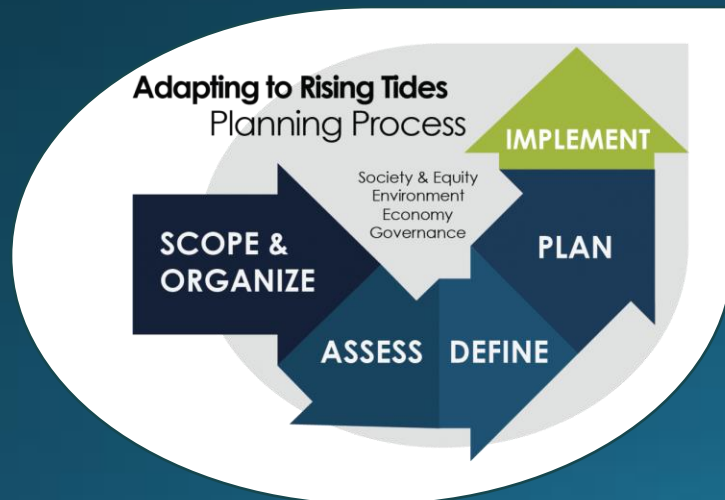 Adapting to Rising Tides
Planning Process
Society & Equity
Environment
Economy
Governance
SCOPE &
ORGANIZE
ASSESS
DEFINE
PLAN
IMPLEMENT